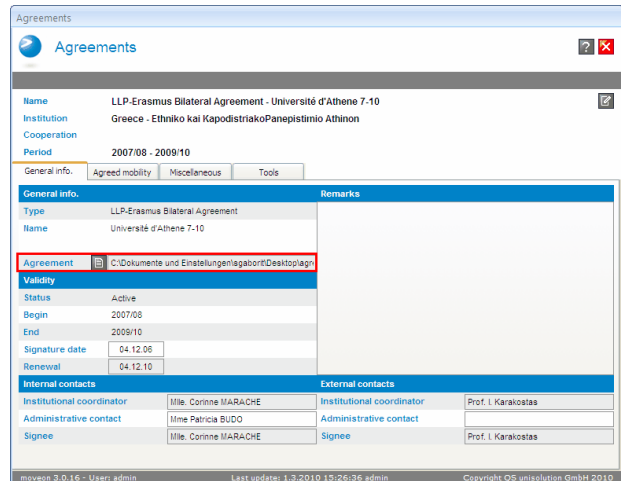 Agreements
Agreements
?
Name LLP-Erasmus Bilateral Agreement - Université d'Athene 7-10
Institution Greece - Ethniko kai KapodistriakoPanepistimio Athinon
Cooperation
Period 2007/08 - 2009/10
General info. Agreed mobility Miscellaneous Tools
General info. Remarks
Type LLP-Erasmus Bilateral Agreement
Name Université d'Athene 7-10
Agreement C:\Dokumente und Einstellungen\sgaborit\Desktop\agre
Validity
Status Active
Begin 2007/08
End 2009/10
Signature date 04.12.06
Renewal 04.12.10
Internal contacts External contacts
Institutional coordinator Mlle. Corinne MARACHE Institutional coordinator Prof. I. Karakostas
Administrative contact Mme Patricia BUDO Administrative contact
Signee Mlle. Corinne MARACHE Signee Prof. I. Karakostas
moveon 3.0.16 - User: admin Last update: 1.3.2010 15:26:36 admin Copyright QS unisolution GmbH 2010